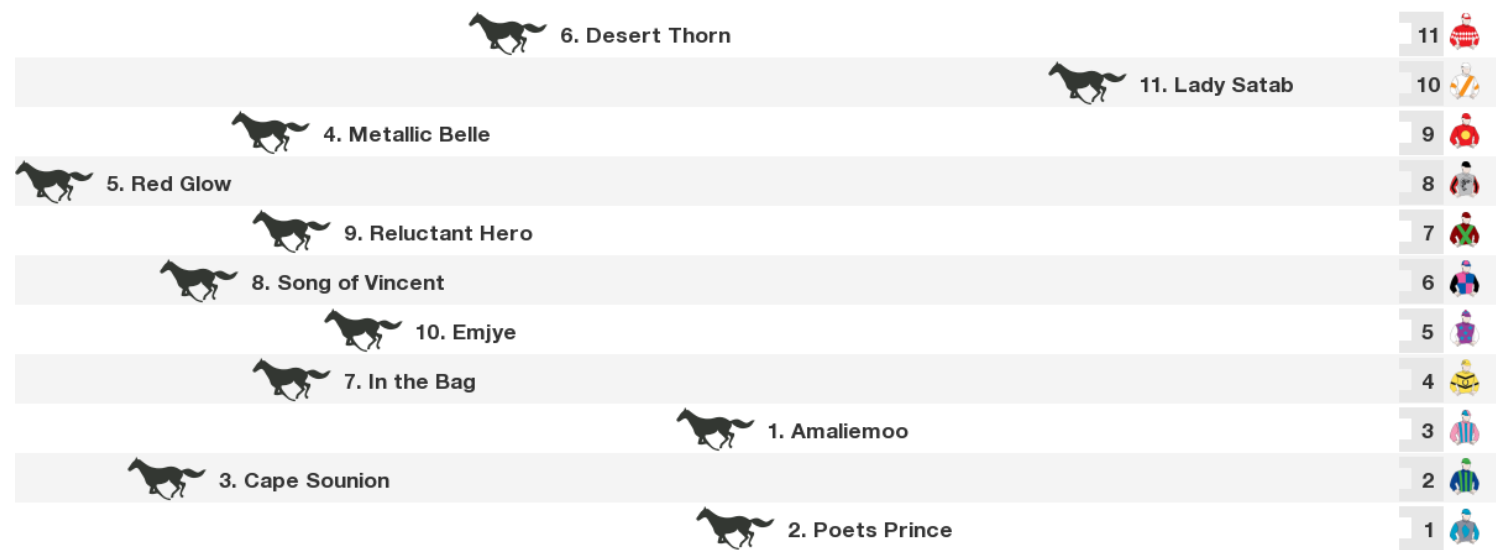 6. Desert Thorn 11
11. Lady Satab 10
4. Metallic Belle 9
5. Red Glow 8
9. Reluctant Hero 7
8. Song of Vincent 6
10. Emjye 5
7. In the Bag 4
1. Amaliemoo 3
3. Cape Sounion 2
2. Poets Prince 1